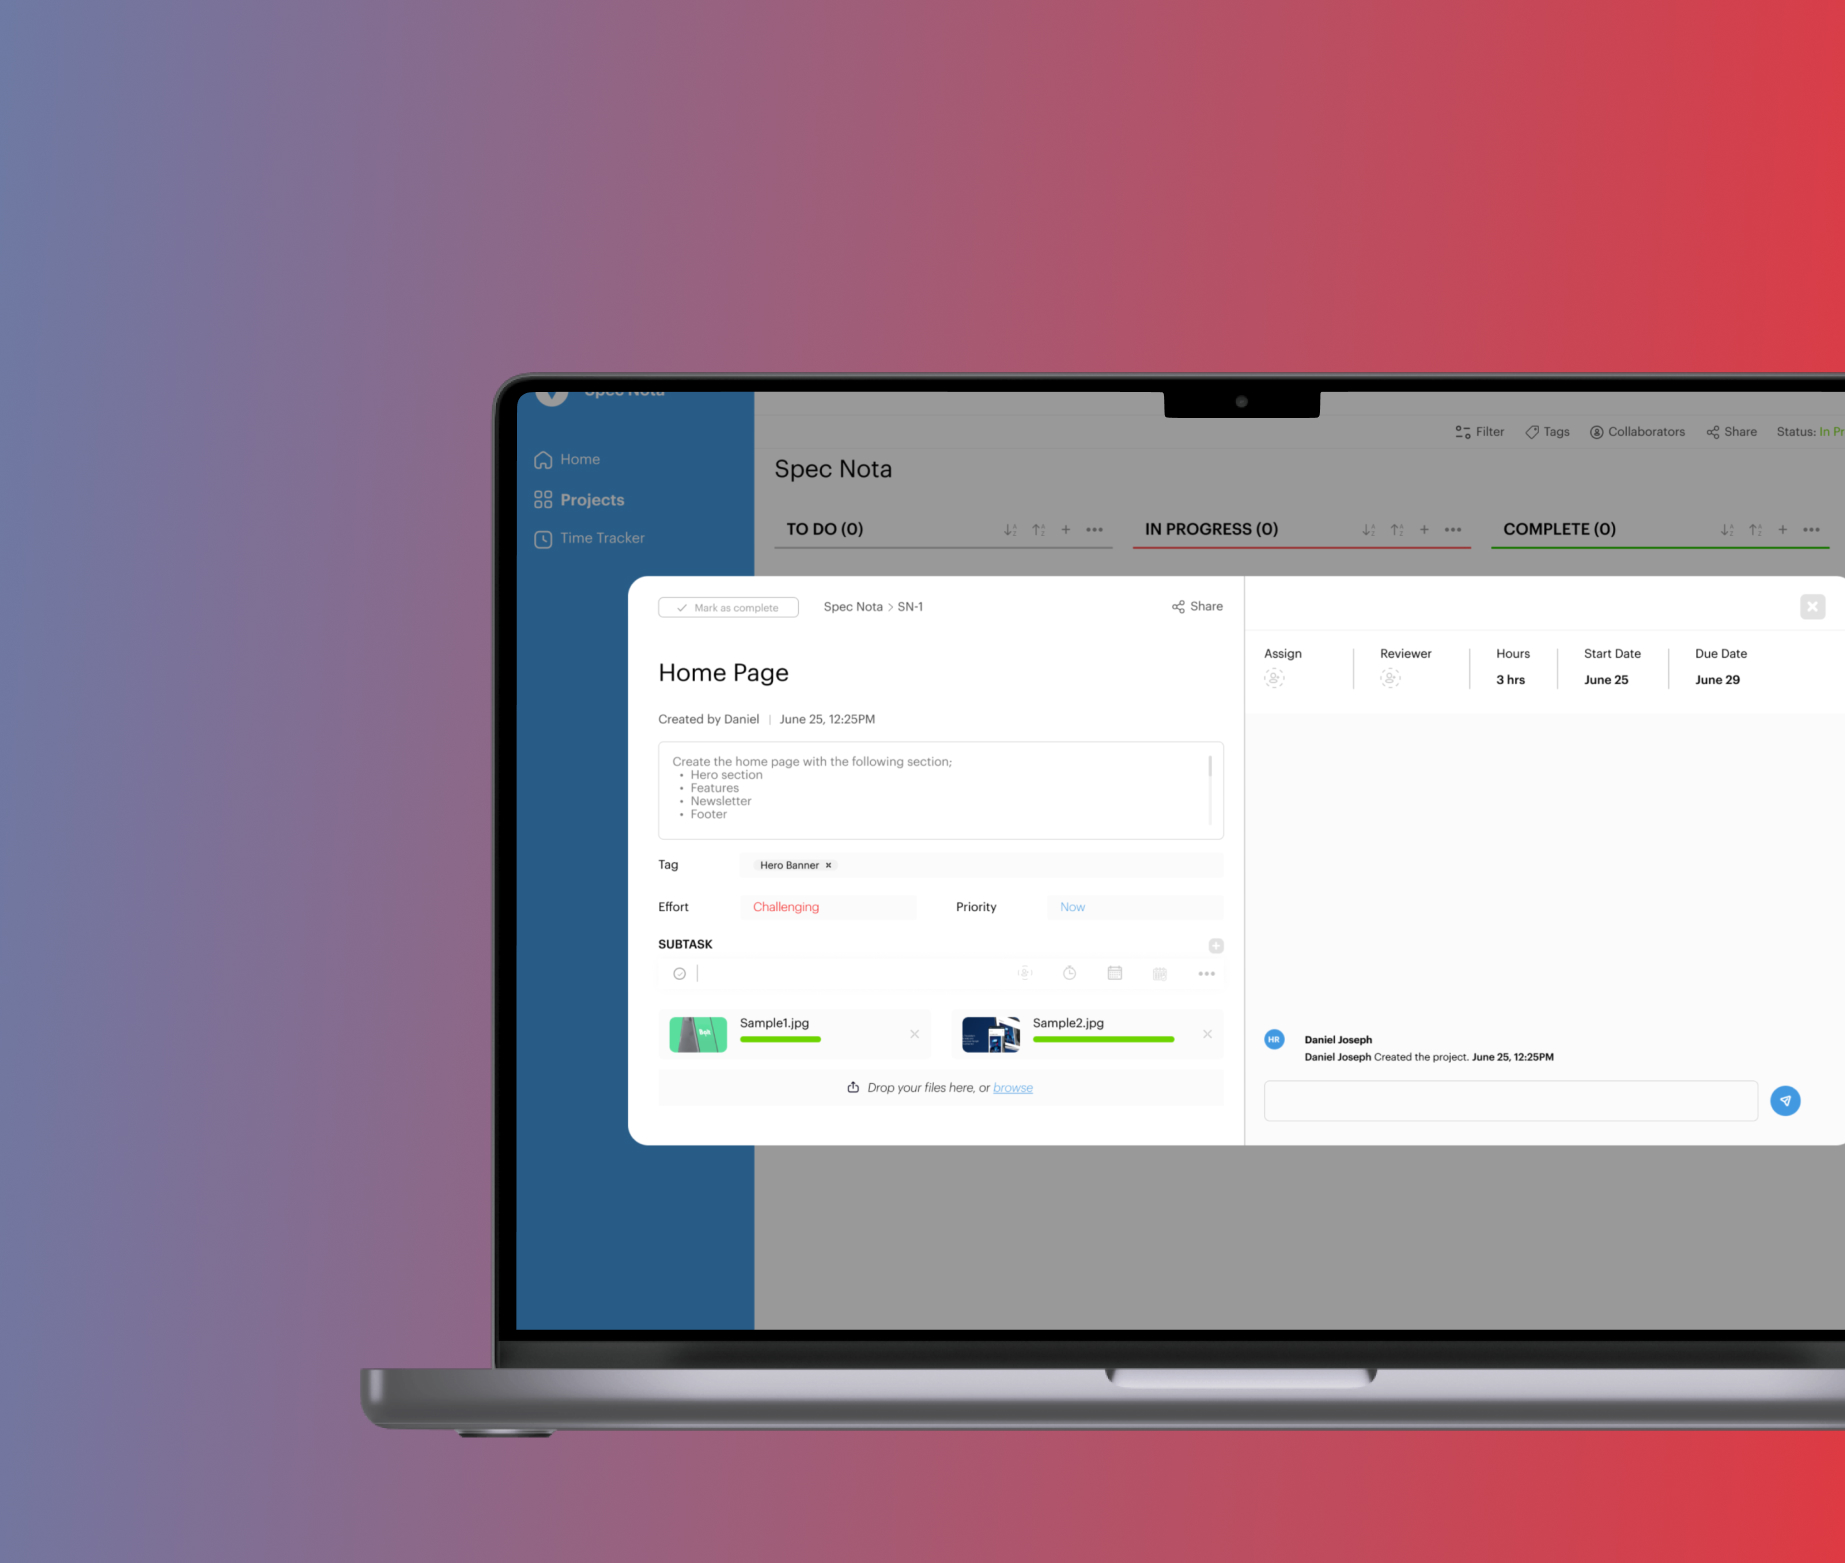 Spec Nota
Home
Projects
Time Tracker
Filter
Tags
Collaborators
Share
Status: In Pr
Spec Nota
TO DO (0)
IN PROGRESS (0)
COMPLETE (0)
Mark as complete
Spec Nota > SN-1
Share
Home Page
Created by Daniel | June 25, 12:25PM
Create the home page with the following section;
• Hero section
• Features
• Newsletter
• Footer
Tag
Hero Banner ×
Effort
Challenging
Priority
Now
SUBTASK
Sample1.jpg
Sample2.jpg
Drop your files here, or browse
Assign
Reviewer
Hours
3 hrs
Start Date
June 25
Due Date
June 29
HR
Daniel Joseph
Daniel Joseph Created the project. June 25, 12:25PM